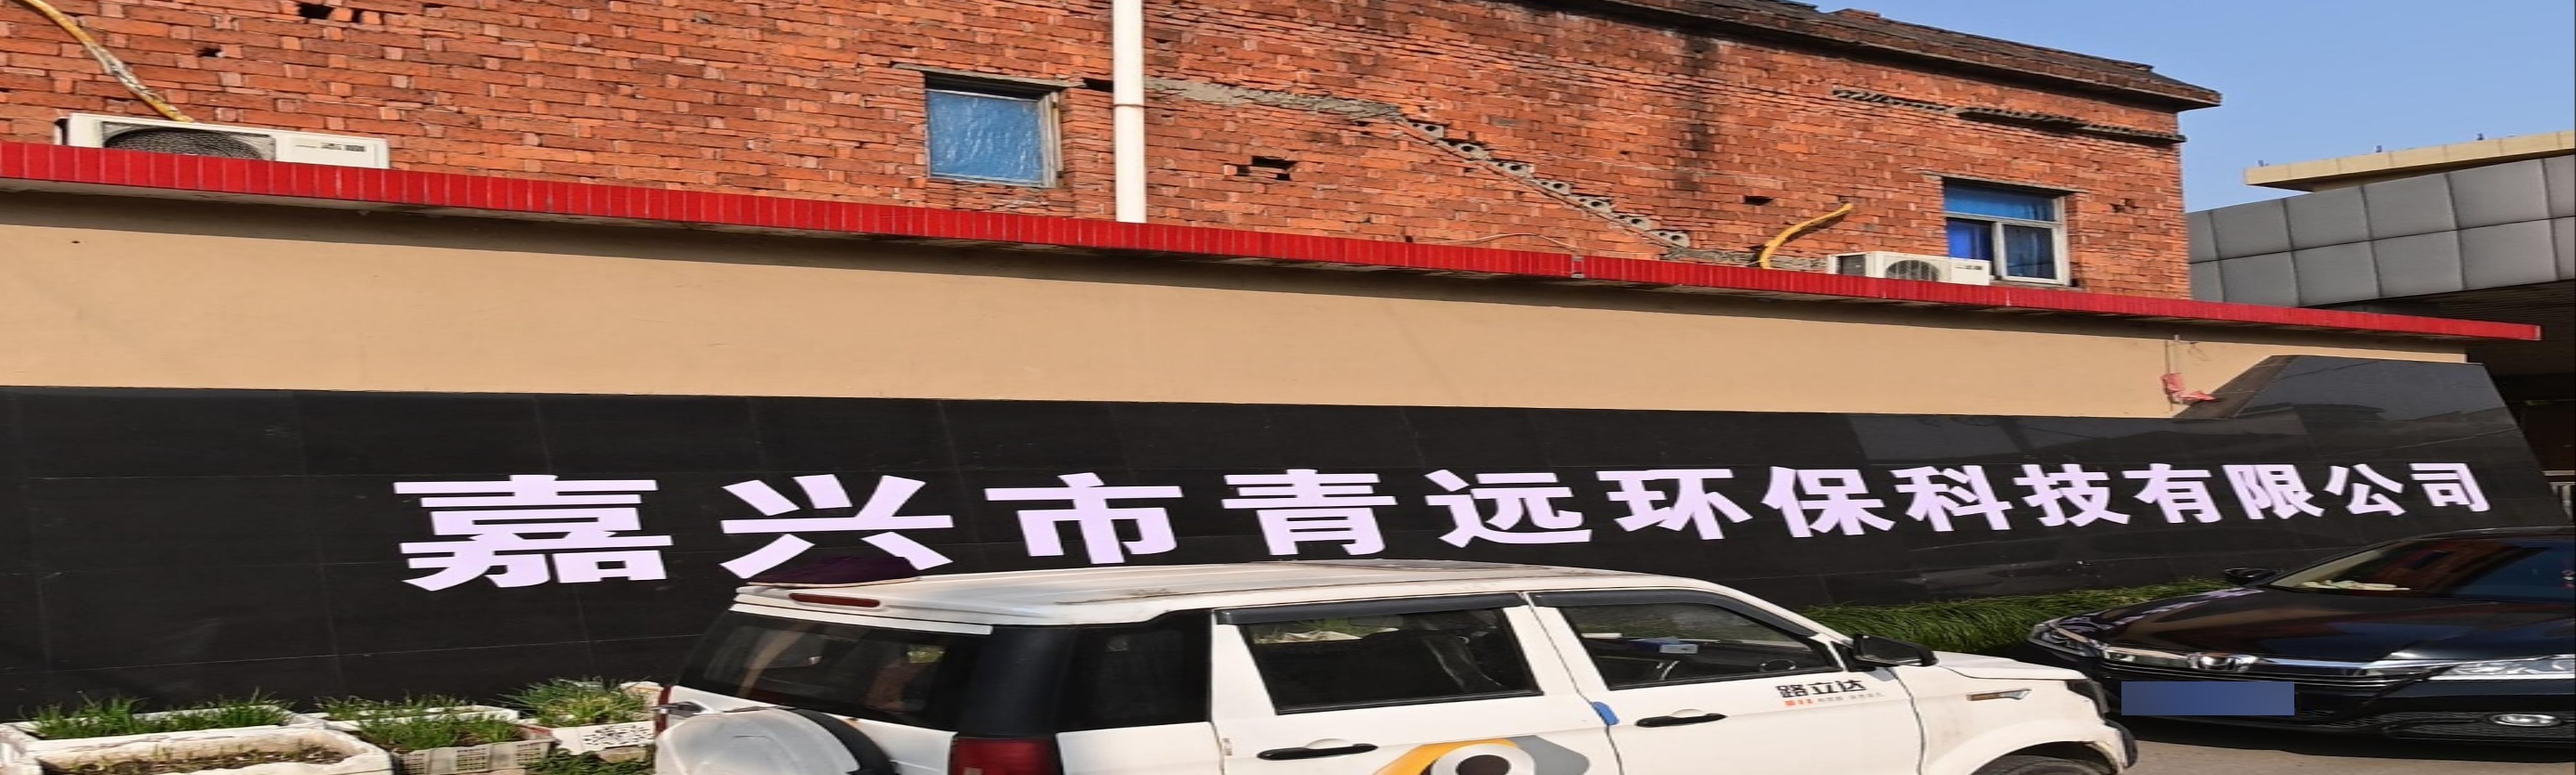 嘉兴市青远环保科技有限公司
路立达